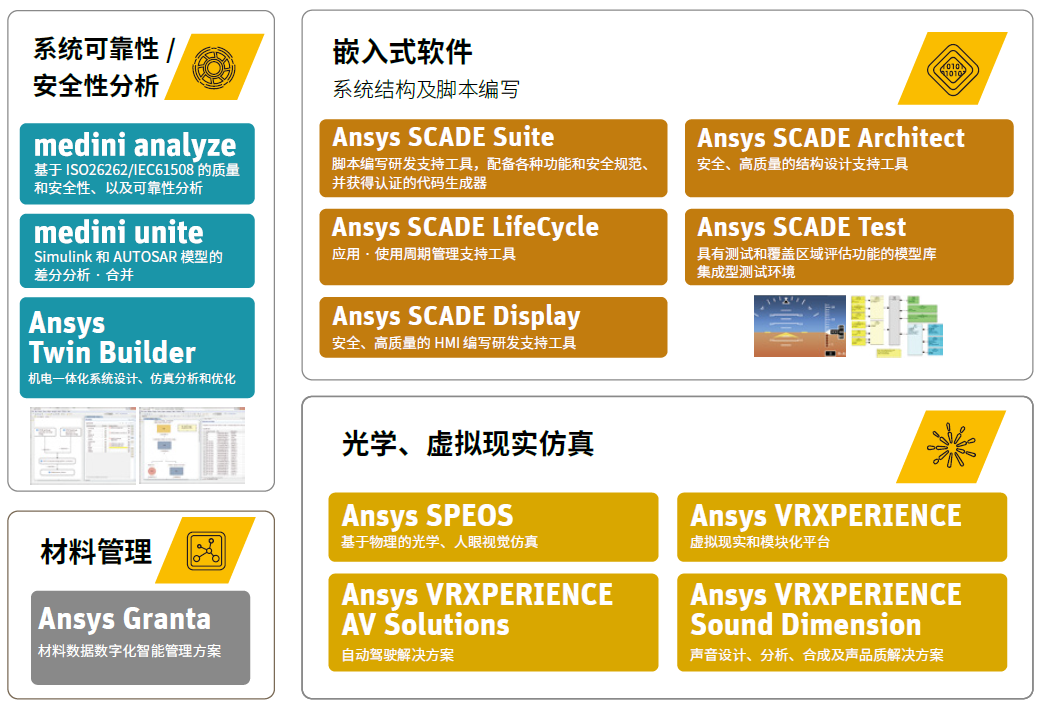 系统可靠性 /
安全性分析
medini analyze
基于 ISO26262/IEC61508 的质量
和安全性、以及可靠性分析
medini unite
Simulink 和 AUTOSAR 模型的
差分分析 · 合并
Ansys
Twin Builder
机电一体化系统设计、仿真分析和优化
材料管理
Ansys Granta
材料数据数字化智能管理方案
嵌入式软件
系统结构及脚本编写
Ansys SCADE Suite
脚本编写研发支持工具，配备各种功能和安全规范、
并获得认证的代码生成器
Ansys SCADE Architect
安全、高质量的结构设计支持工具
Ansys SCADE LifeCycle
应用 · 使用周期管理支持工具
Ansys SCADE Test
具有测试和覆盖区域评估功能的模型库
集成型测试环境
Ansys SCADE Display
安全、高质量的 HMI 编写研发支持工具
光学、虚拟现实仿真
Ansys SPEOS
基于物理的光学、人眼视觉仿真
Ansys VRXPERIENCE
虚拟现实和模块化平台
Ansys VRXPERIENCE
AV Solutions
自动驾驶解决方案
Ansys VRXPERIENCE
Sound Dimension
声音设计、分析、合成及声品质解决方案